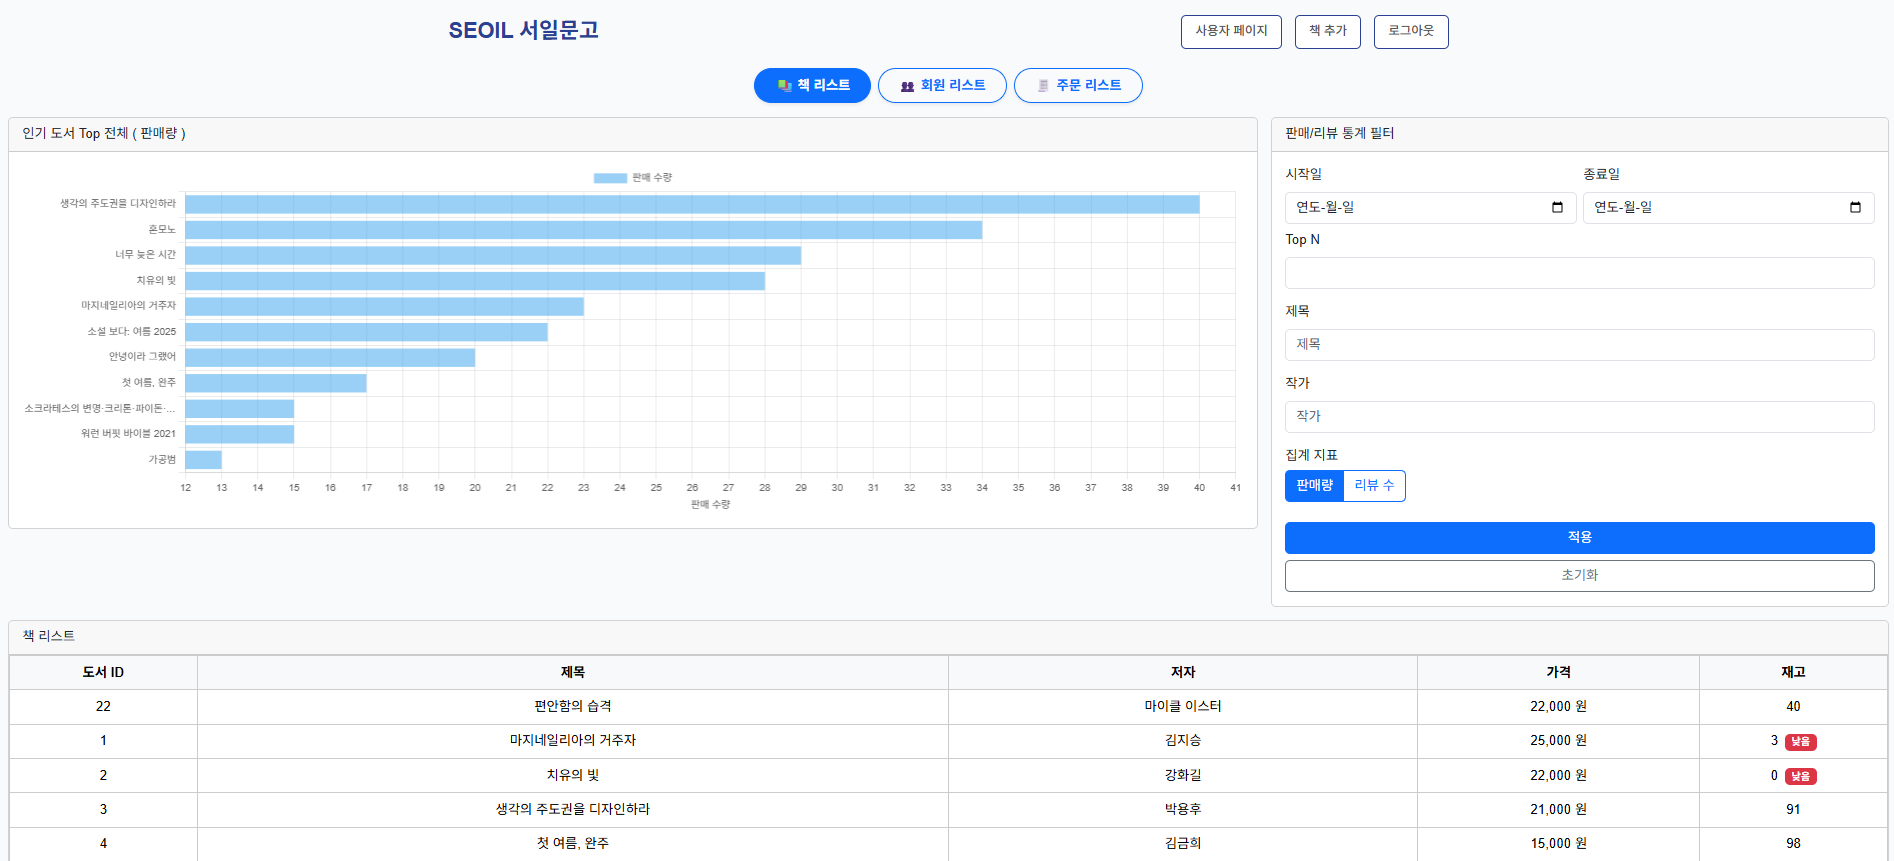 SEOIL 서일문고
사용자 페이지 책 추가 로그아웃
책 리스트 회원 리스트 주문 리스트
인기 도서 Top 전체 ( 판매량 )
판매 수량
생각의 주도권을 디자인하라
혼모노
너무 늦은 시간
치유의 빛
마지네일리아의 거주자
소설 보다: 여름 2025
안녕이라 그랬어
첫 여름, 완주
소크라테스의 변명·크리톤·파이돈·...
워런 버핏 바이블 2021
가공범
12 13 14 15 16 17 18 19 20 21 22 23 24 25 26 27 28 29 30 31 32 33 34 35 36 37 38 39 40 41
판매 수량
판매/리뷰 통계 필터
시작일 종료일
연도-월-일 연도-월-일
Top N
제목
제목
작가
작가
집계 지표
판매량 리뷰 수
적용
초기화
책 리스트
도서 ID 제목 저자 가격 재고
22 편안함의 습격 마이클 이스터 22,000 원 40
1 마지네일리아의 거주자 김지승 25,000 원 3 낮음
2 치유의 빛 강화길 22,000 원 0 낮음
3 생각의 주도권을 디자인하라 박용후 21,000 원 91
4 첫 여름, 완주 김금희 15,000 원 98